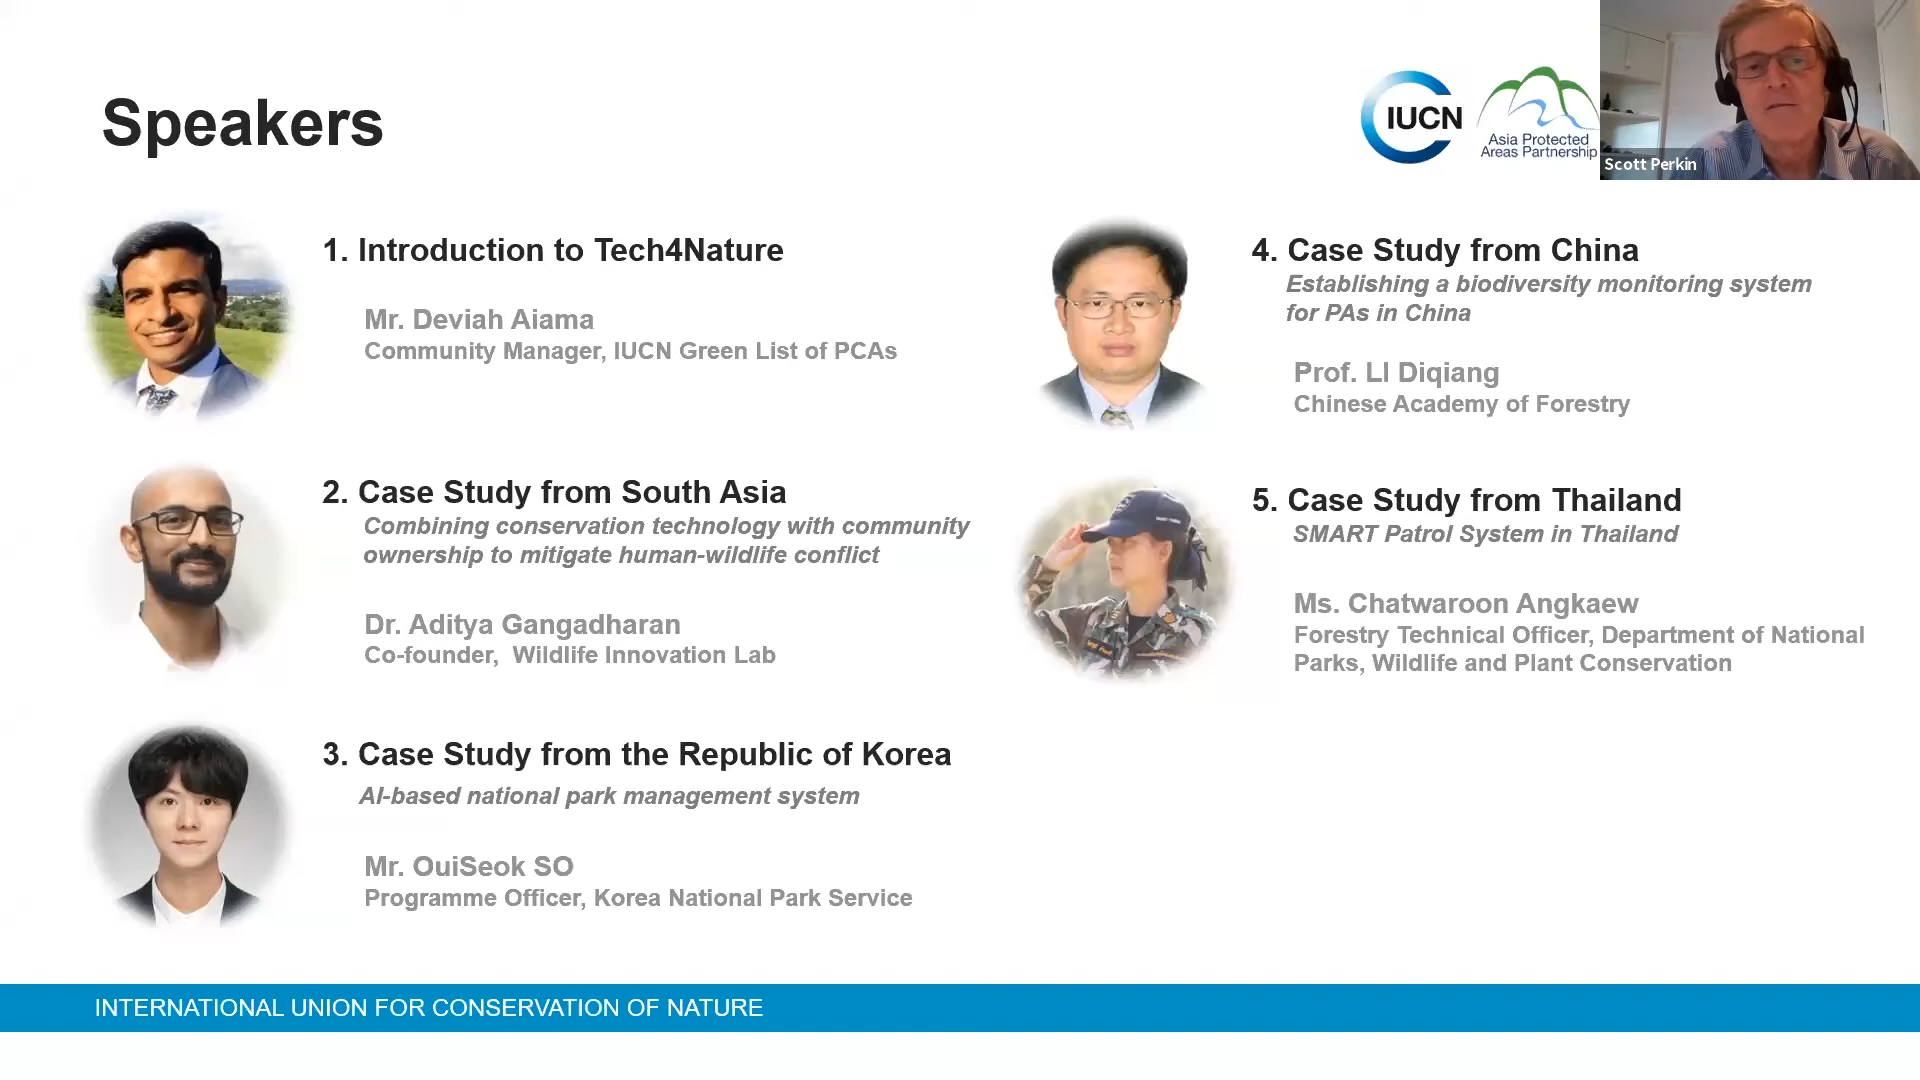 Speakers
IUCN
Asia Protected
Areas Partnership
Scott Perkin
1. Introduction to Tech4Nature
Mr. Deviah Aiama
Community Manager, IUCN Green List of PCAs
2. Case Study from South Asia
Combining conservation technology with community
ownership to mitigate human-wildlife conflict
Dr. Aditya Gangadharan
Co-founder, Wildlife Innovation Lab
3. Case Study from the Republic of Korea
AI-based national park management system
Mr. OuiSeok SO
Programme Officer, Korea National Park Service
4. Case Study from China
Establishing a biodiversity monitoring system
for PAs in China
Prof. LI Diqiang
Chinese Academy of Forestry
5. Case Study from Thailand
SMART Patrol System in Thailand
Ms. Chatwaroon Angkaew
Forestry Technical Officer, Department of National
Parks, Wildlife and Plant Conservation
INTERNATIONAL UNION FOR CONSERVATION OF NATURE